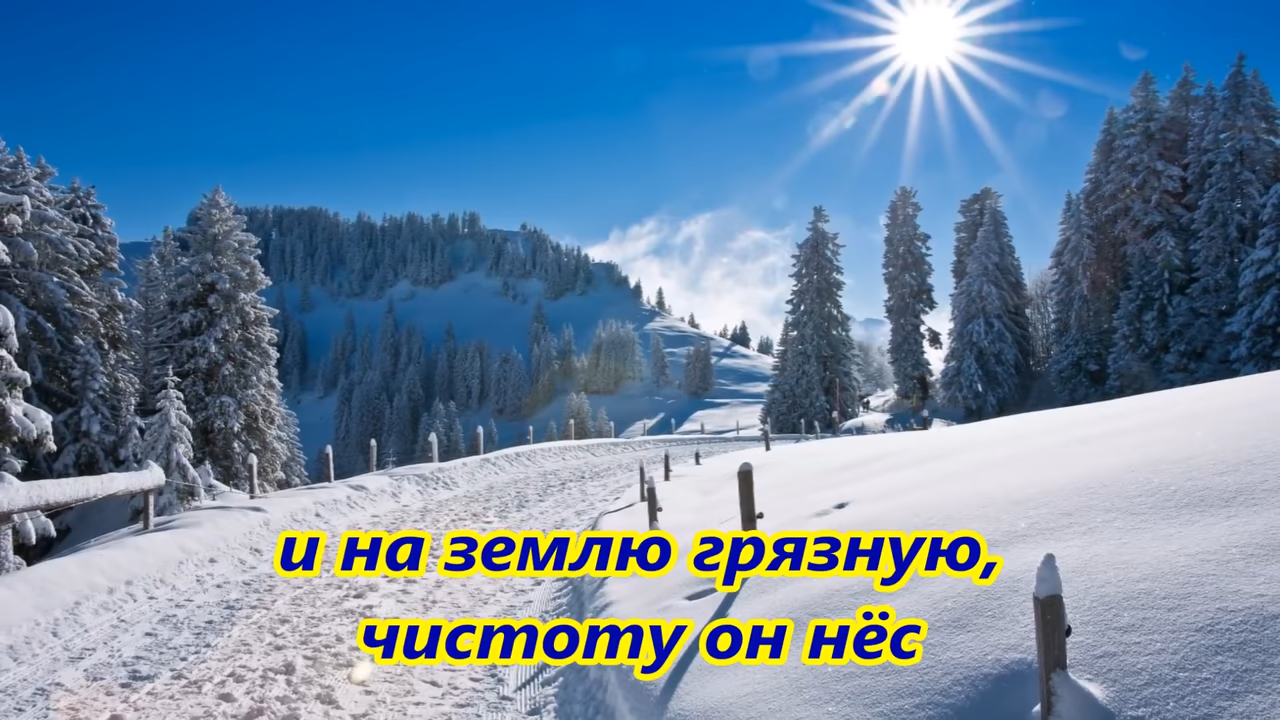 и на землю грязную,
чистоту он нёс